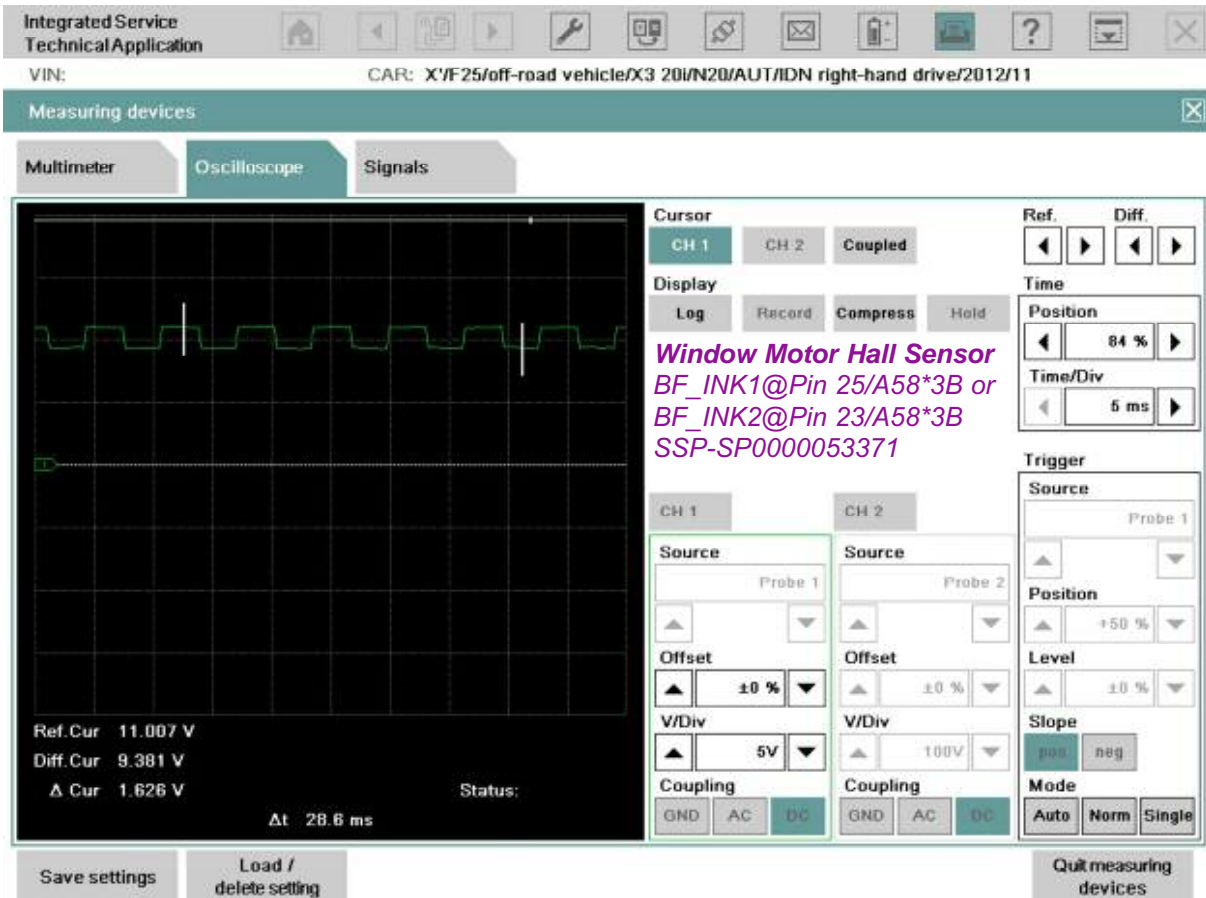 Integrated Service
Technical Application
?
VIN:
CAR: X'/F25/off-road vehicle/X3 20i/N20/AUT/IDN right-hand drive/2012/11
Measuring devices
Multimeter Oscilloscope Signals
Cursor
CH 1 CH 2 Coupled
Ref. Diff.
Display
Log Record Compress Hold
Time
Position
84 %
Time/Div
5 ms
Window Motor Hall Sensor
BF_INK1@Pin 25/A58*3B or
BF_INK2@Pin 23/A58*3B
SSP-SP0000053371
1
Trigger
Source
Probe 1
Position
+50 %
Level
±0 %
Slope
pos neg
Mode
Auto Norm Single
CH 1
Source
Probe 1
Offset
±0 %
V/Div
5V
Coupling
GND AC DC
CH 2
Source
Probe 2
Offset
±0 %
V/Div
100V
Coupling
GND AC DC
Ref.Cur 11.007 V
Diff.Cur 9.381 V
Δ Cur 1.626 V
Status:
Δt 28.6 ms
Save settings
Load /
delete setting
Quit measuring
devices